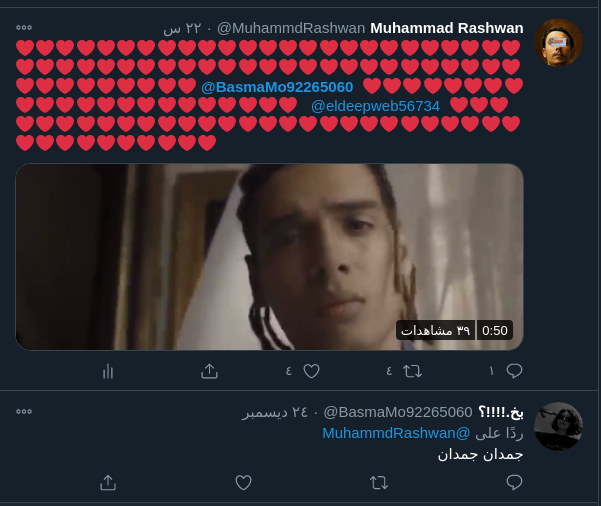 Muhammad Rashwan @MuhammdRashwan · ٢٢ س
@BasmaMo92265060
@eldeepweb56734
0:50 | ٣٩ مشاهدات
١ ٤ ٤
بخ.!!!!؟ @BasmaMo92265060 · ٢٤ ديسمبر
ردًا على @MuhammdRashwan
جمدان جمدان